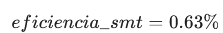 eficiencia_smt = 0.63%